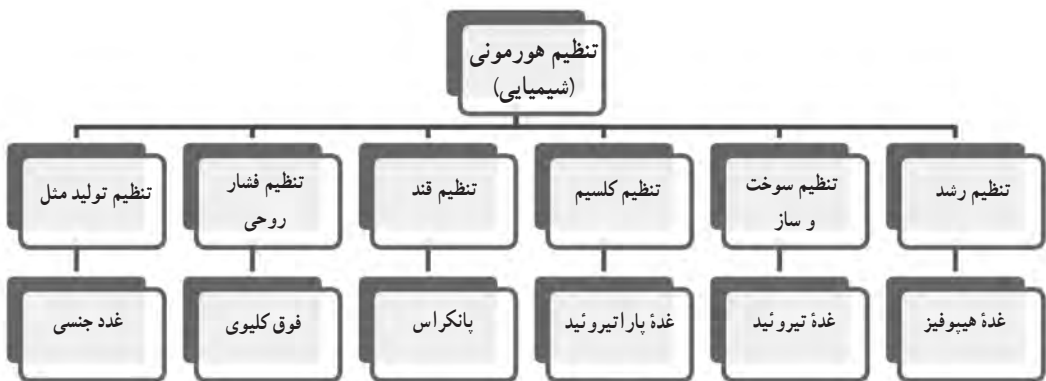 تنظیم هورمونی
(شیمیایی)
تنظیم رشد
تنظیم سوخت
و ساز
تنظیم کلسیم
تنظیم قند
تنظیم فشار
روحی
تنظیم تولید مثل
غدهٔ هیپوفیز
غدهٔ تیروئید
غدهٔ پاراتیروئید
پانکراس
فوق کلیوی
غدد جنسی